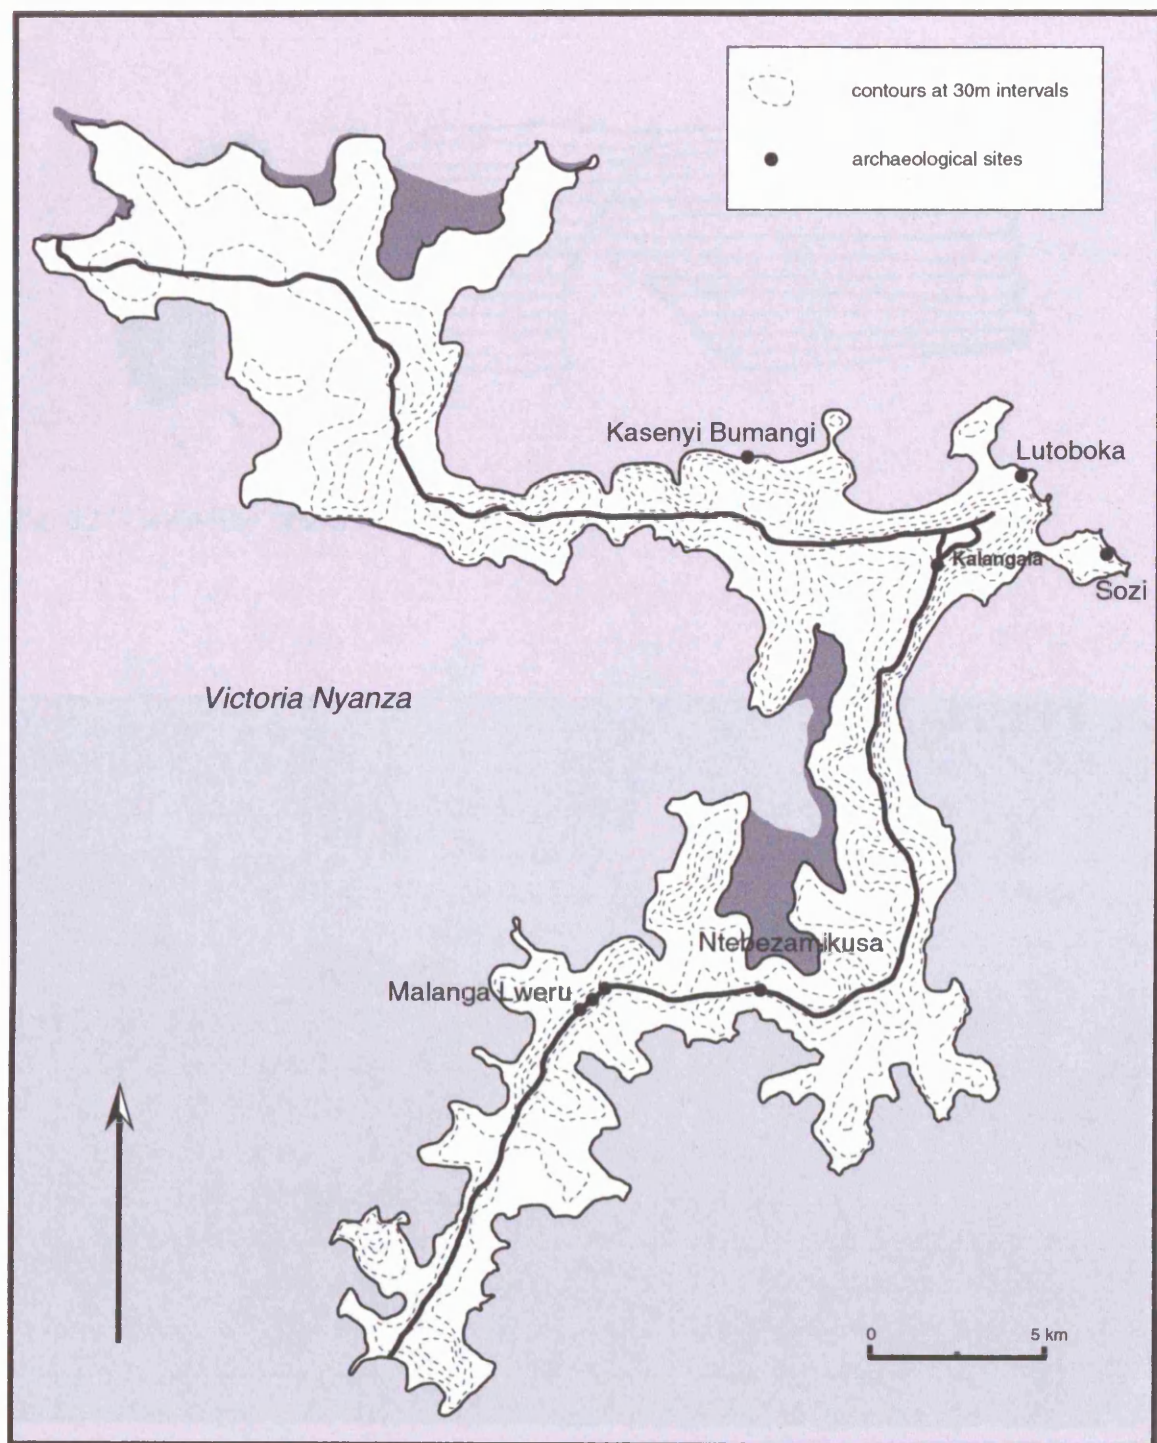 contours at 30m intervals
archaeological sites
Kasenyi Bumangi
Lutoboka
Kalangala
Sozi
Victoria Nyanza
Ntebezamikusa
Malanga Lweru
0 5 km